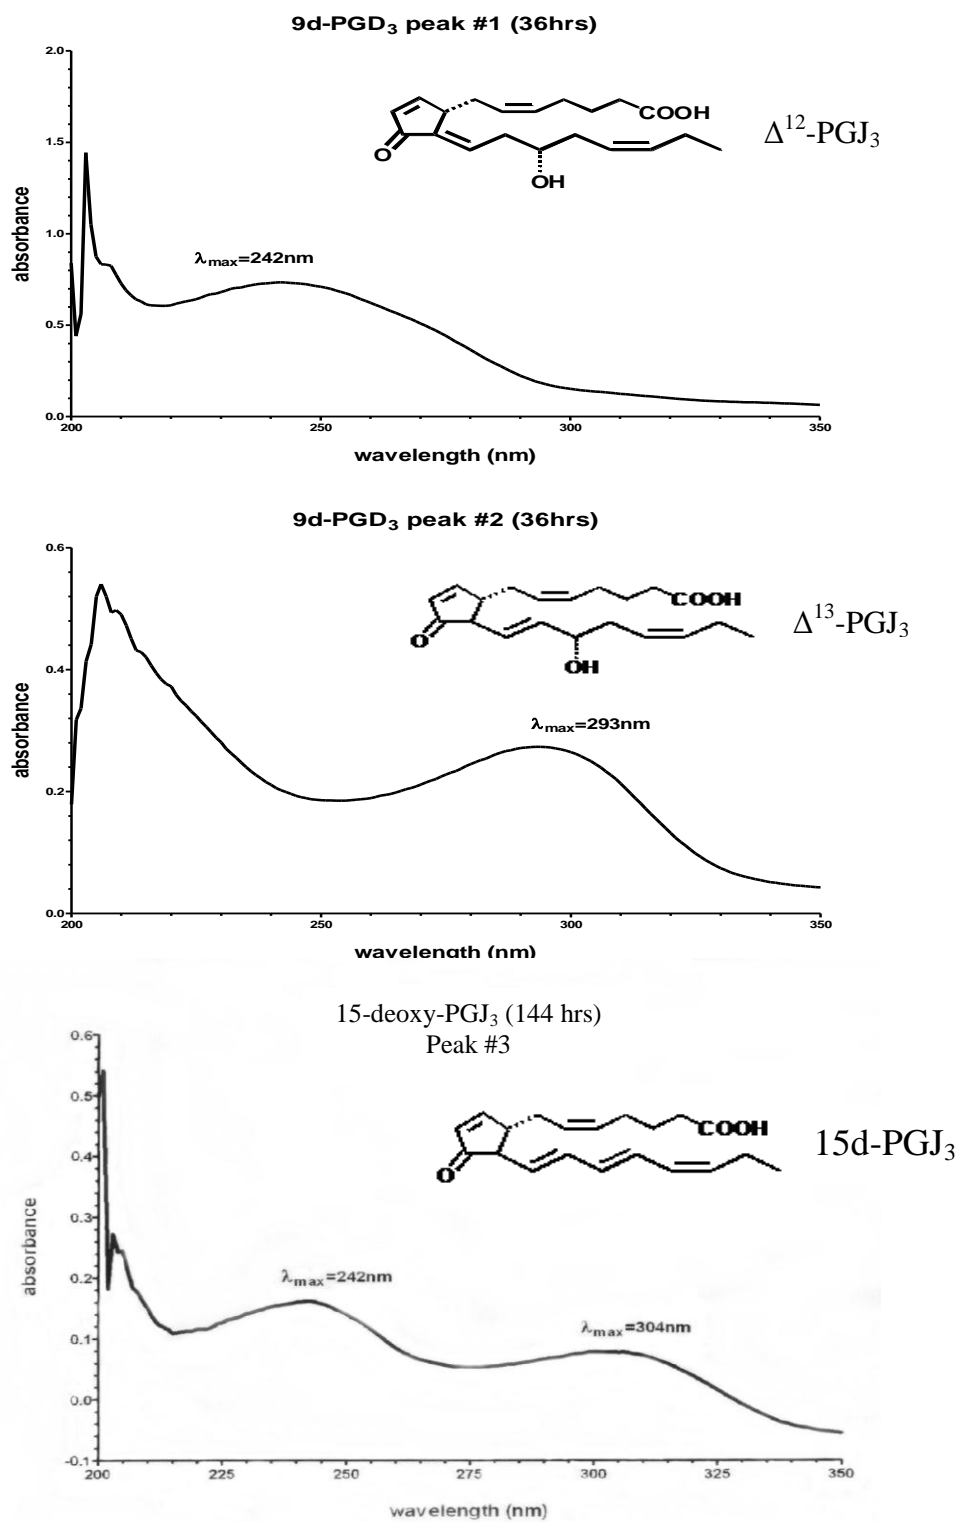 9d-PGD₃ peak #1 (36hrs)
2.0
1.5
1.0
0.5
0.0
absorbance
λmax=242nm
COOH
O
OH
Δ¹²-PGJ₃
200
250
300
350
wavelength (nm)
9d-PGD₃ peak #2 (36hrs)
0.6
0.4
0.2
0.0
absorbance
COOH
O
OH
Δ¹³-PGJ₃
λmax=293nm
200
250
300
350
wavelength (nm)
15-deoxy-PGJ₃ (144 hrs)
Peak #3
0.6
0.5
0.4
0.3
0.2
0.1
0.0
-0.1
absorbance
COOH
O
15d-PGJ₃
λmax=242nm
λmax=304nm
200
225
250
275
300
325
350
wavelength (nm)